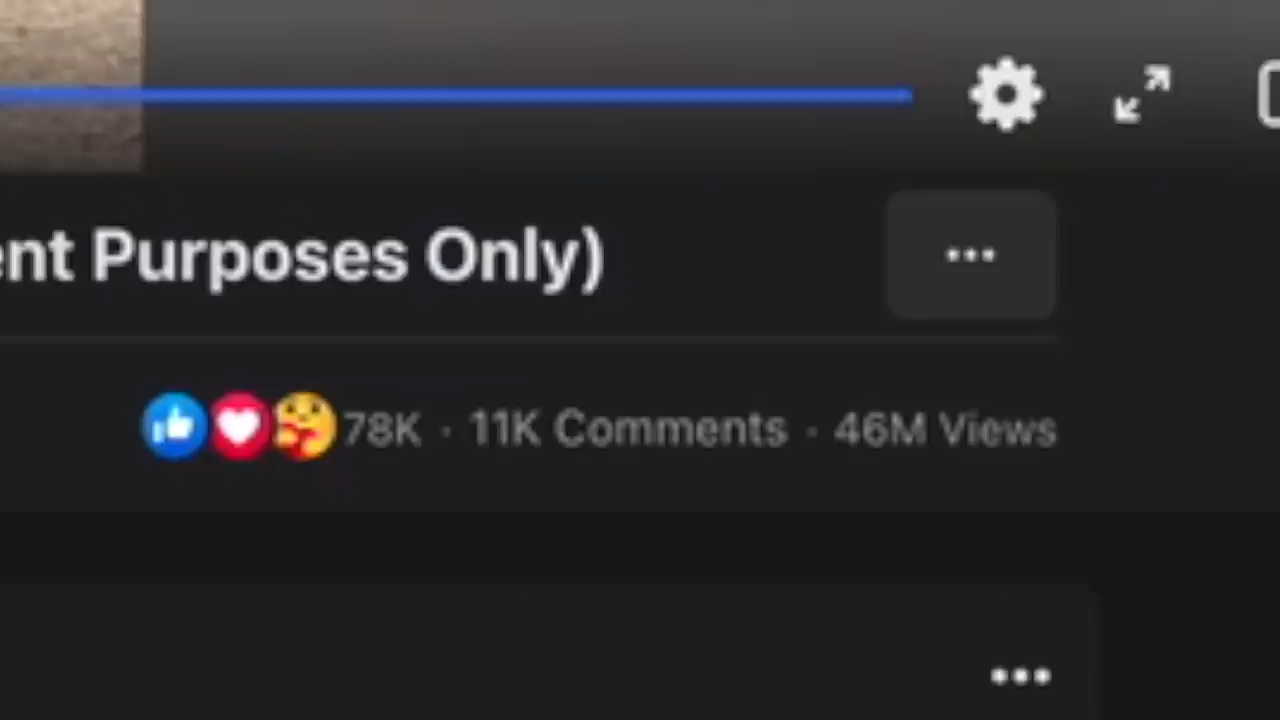 ent Purposes Only)
78K · 11K Comments · 46M Views